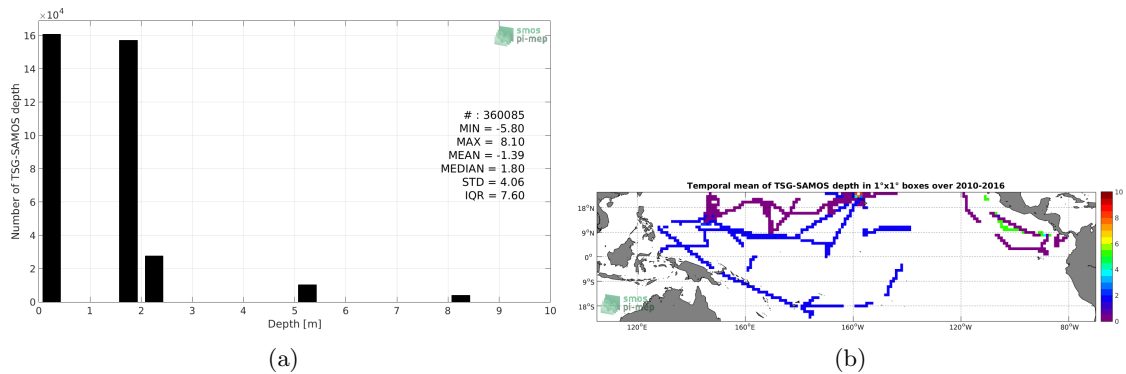 ×10⁴
18
16
14
12
10
8
6
4
2
0
Number of TSG-SAMOS depth
0 1 2 3 4 5 6 7 8 9 10
Depth [m]
smos
pi-mep
# : 360085
MIN = -5.80
MAX = 8.10
MEAN = -1.39
MEDIAN = 1.80
STD = 4.06
IQR = 7.60
(a)
Temporal mean of TSG-SAMOS depth in 1°x1° boxes over 2010-2016
18°N
9°N
0°
9°S
18°S
120°E 160°E 160°W 120°W 80°W
smos
pi-mep
10
8
6
4
2
0
(b)